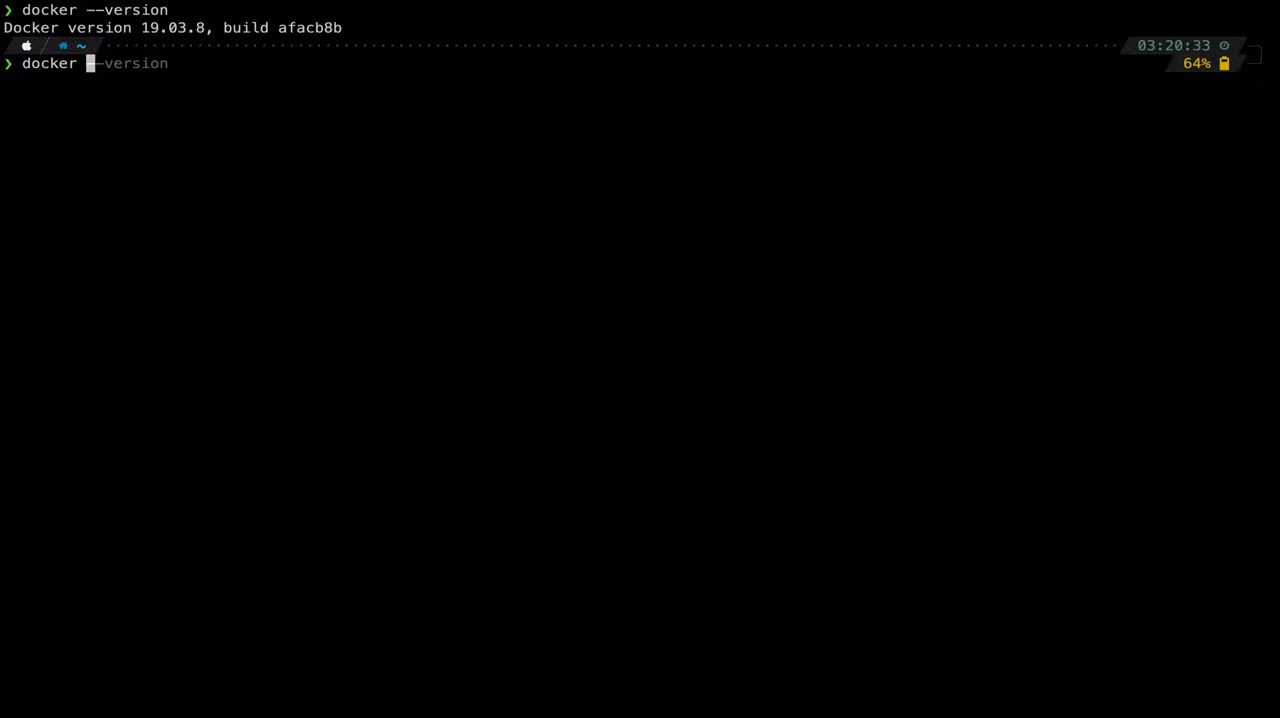 ❯ docker --version
Docker version 19.03.8, build afacb8b
~ 03:20:33
❯ docker --version 64%